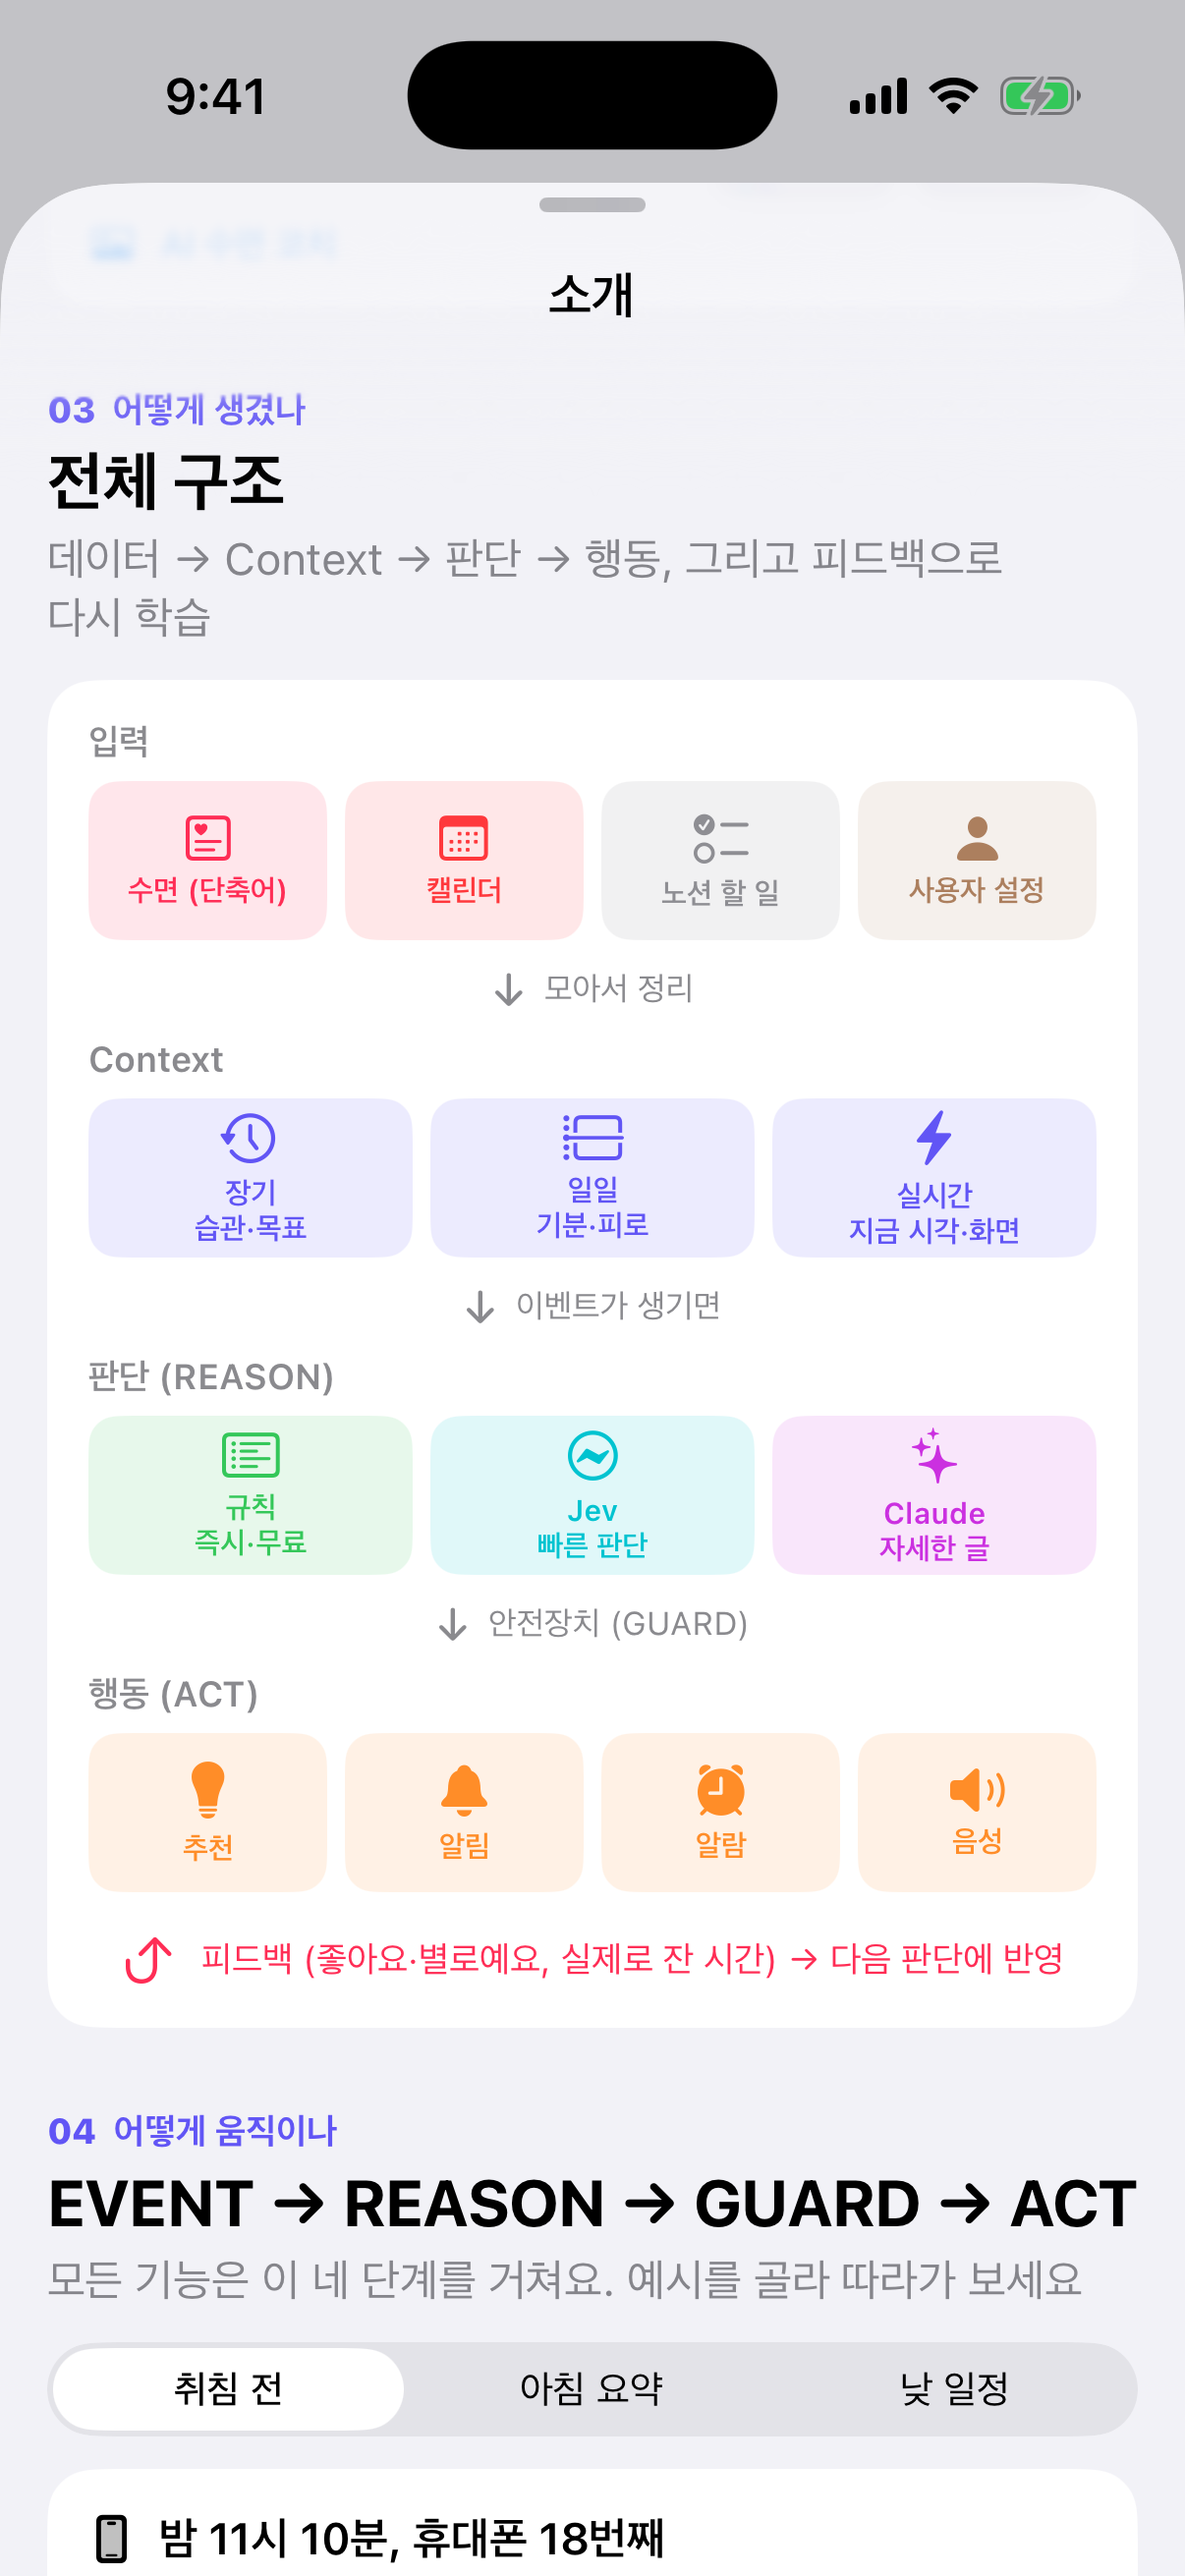 9:41
소개
03 어떻게 생겼나
전체 구조
데이터 → Context → 판단 → 행동, 그리고 피드백으로
다시 학습
입력
수면 (단축어)
캘린더
노션 할 일
사용자 설정
↓ 모아서 정리
Context
장기
습관·목표
일일
기분·피로
실시간
지금 시각·화면
↓ 이벤트가 생기면
판단 (REASON)
규칙
즉시·무료
Jev
빠른 판단
Claude
자세한 글
↓ 안전장치 (GUARD)
행동 (ACT)
추천
알림
알람
음성
피드백 (좋아요·별로예요, 실제로 잔 시간) → 다음 판단에 반영
04 어떻게 움직이나
EVENT → REASON → GUARD → ACT
모든 기능은 이 네 단계를 거쳐요. 예시를 골라 따라가 보세요
취침 전
아침 요약
낮 일정
밤 11시 10분, 휴대폰 18번째